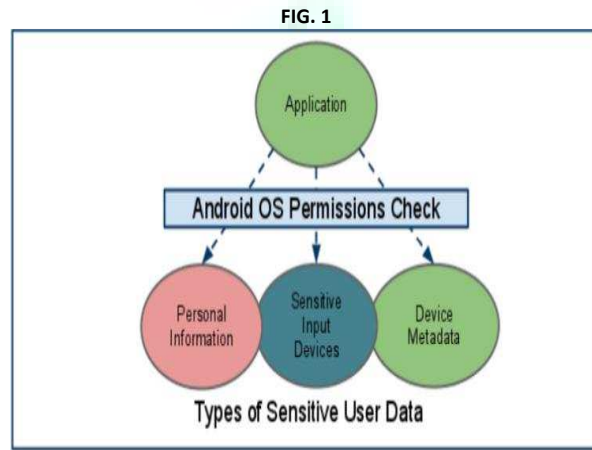 FIG. 1
Application
Android OS Permissions Check
Personal
Information
Sensitive
Input
Devices
Device
Metadata
Types of Sensitive User Data